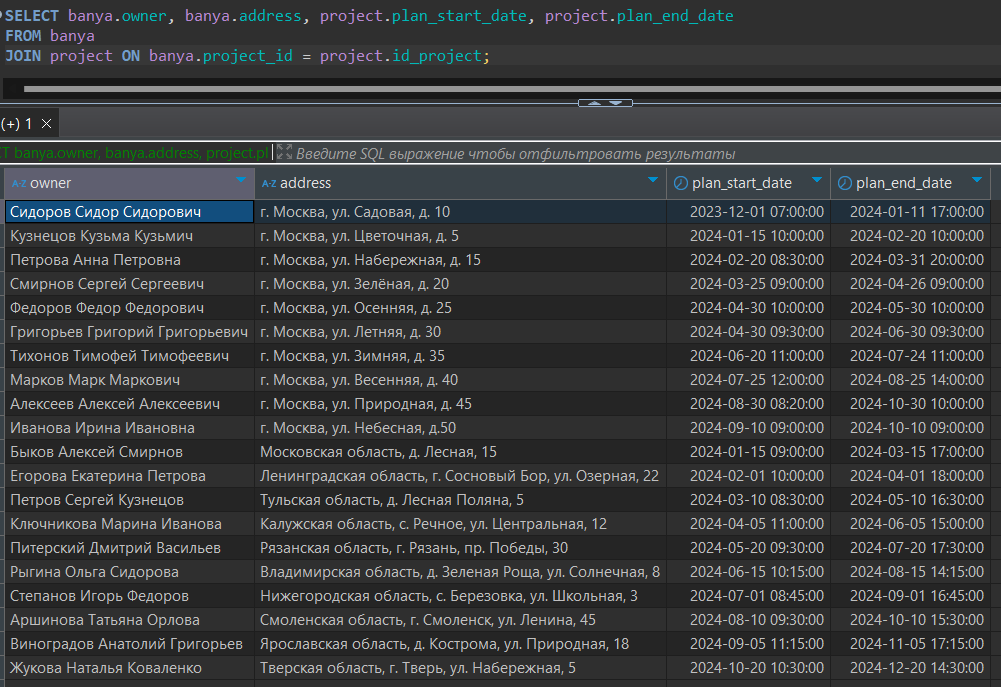 SELECT banya.owner, banya.address, project.plan_start_date, project.plan_end_date
FROM banya
JOIN project ON banya.project_id = project.id_project;
(+) 1
T banya.owner, banya.address, project.pl Введите SQL выражение чтобы отфильтровать результаты
A-Z owner A-Z address plan_start_date plan_end_date
Сидоров Сидор Сидорович г. Москва, ул. Садовая, д. 10 2023-12-01 07:00:00 2024-01-11 17:00:00
Кузнецов Кузьма Кузьмич г. Москва, ул. Цветочная, д. 5 2024-01-15 10:00:00 2024-02-20 10:00:00
Петрова Анна Петровна г. Москва, ул. Набережная, д. 15 2024-02-20 08:30:00 2024-03-31 20:00:00
Смирнов Сергей Сергеевич г. Москва, ул. Зелёная, д. 20 2024-03-25 09:00:00 2024-04-26 09:00:00
Федоров Федор Федорович г. Москва, ул. Осенняя, д. 25 2024-04-30 10:00:00 2024-05-30 10:00:00
Григорьев Григорий Григорьевич г. Москва, ул. Летняя, д. 30 2024-04-30 09:30:00 2024-06-30 09:30:00
Тихонов Тимофей Тимофеевич г. Москва, ул. Зимняя, д. 35 2024-06-20 11:00:00 2024-07-24 11:00:00
Марков Марк Маркович г. Москва, ул. Весенняя, д. 40 2024-07-25 12:00:00 2024-08-25 14:00:00
Алексеев Алексей Алексеевич г. Москва, ул. Природная, д. 45 2024-08-30 08:20:00 2024-10-30 10:00:00
Иванова Ирина Ивановна г. Москва, ул. Небесная, д.50 2024-09-10 09:00:00 2024-10-10 09:00:00
Быков Алексей Смирнов Московская область, д. Лесная, 15 2024-01-15 09:00:00 2024-03-15 17:00:00
Егорова Екатерина Петрова Ленинградская область, г. Сосновый Бор, ул. Озерная, 22 2024-02-01 10:00:00 2024-04-01 18:00:00
Петров Сергей Кузнецов Тульская область, д. Лесная Поляна, 5 2024-03-10 08:30:00 2024-05-10 16:30:00
Ключникова Марина Иванова Калужская область, с. Речное, ул. Центральная, 12 2024-04-05 11:00:00 2024-06-05 15:00:00
Питерский Дмитрий Васильев Рязанская область, г. Рязань, пр. Победы, 30 2024-05-20 09:30:00 2024-07-20 17:30:00
Рыгина Ольга Сидорова Владимирская область, д. Зеленая Роща, ул. Солнечная, 8 2024-06-15 10:15:00 2024-08-15 14:15:00
Степанов Игорь Федоров Нижегородская область, с. Березовка, ул. Школьная, 3 2024-07-01 08:45:00 2024-09-01 16:45:00
Аршинова Татьяна Орлова Смоленская область, г. Смоленск, ул. Ленина, 45 2024-08-10 09:30:00 2024-10-10 15:30:00
Виноградов Анатолий Григорьев Ярославская область, д. Кострома, ул. Природная, 18 2024-09-05 11:15:00 2024-11-05 17:15:00
Жукова Наталья Коваленко Тверская область, г. Тверь, ул. Набережная, 5 2024-10-20 10:30:00 2024-12-20 14:30:00